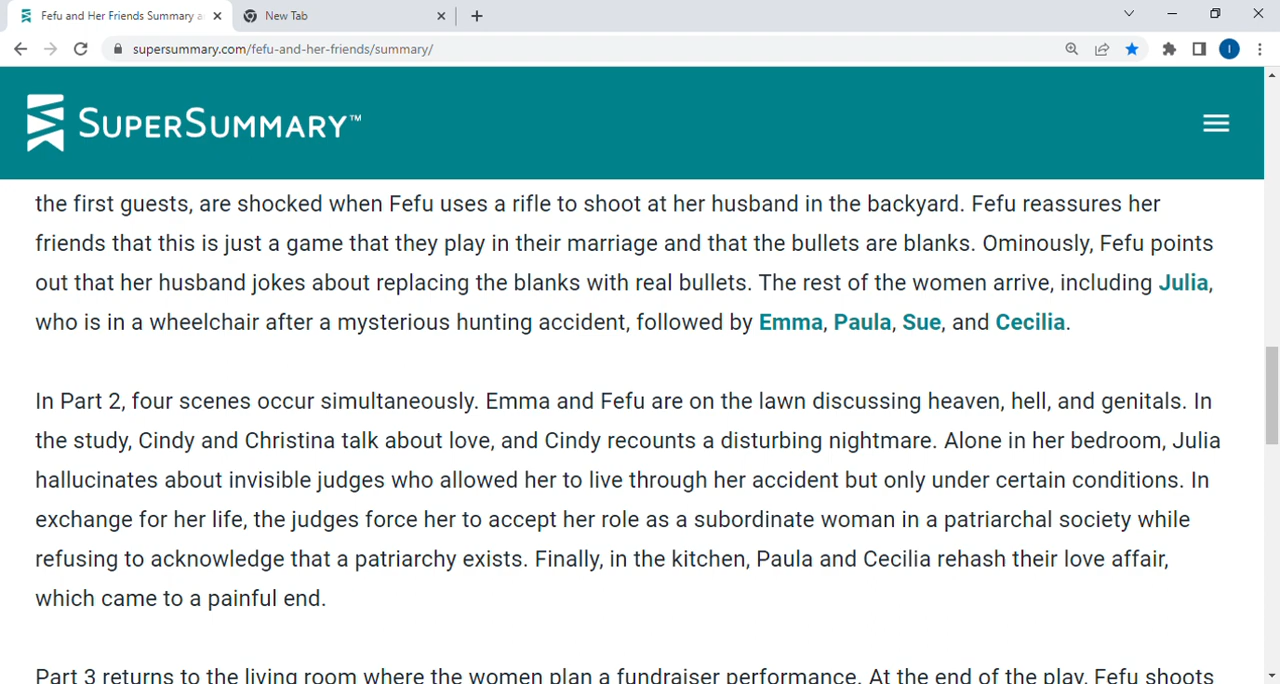 Fefu and Her Friends Summary a
New Tab
supersummary.com/fefu-and-her-friends/summary/
I
SUPERSUMMARY™
the first guests, are shocked when Fefu uses a rifle to shoot at her husband in the backyard. Fefu reassures her
friends that this is just a game that they play in their marriage and that the bullets are blanks. Ominously, Fefu points
out that her husband jokes about replacing the blanks with real bullets. The rest of the women arrive, including Julia,
who is in a wheelchair after a mysterious hunting accident, followed by Emma, Paula, Sue, and Cecilia.
In Part 2, four scenes occur simultaneously. Emma and Fefu are on the lawn discussing heaven, hell, and genitals. In
the study, Cindy and Christina talk about love, and Cindy recounts a disturbing nightmare. Alone in her bedroom, Julia
hallucinates about invisible judges who allowed her to live through her accident but only under certain conditions. In
exchange for her life, the judges force her to accept her role as a subordinate woman in a patriarchal society while
refusing to acknowledge that a patriarchy exists. Finally, in the kitchen, Paula and Cecilia rehash their love affair,
which came to a painful end.
Part 3 returns to the living room where the women plan a fundraiser performance. At the end of the play, Fefu shoots